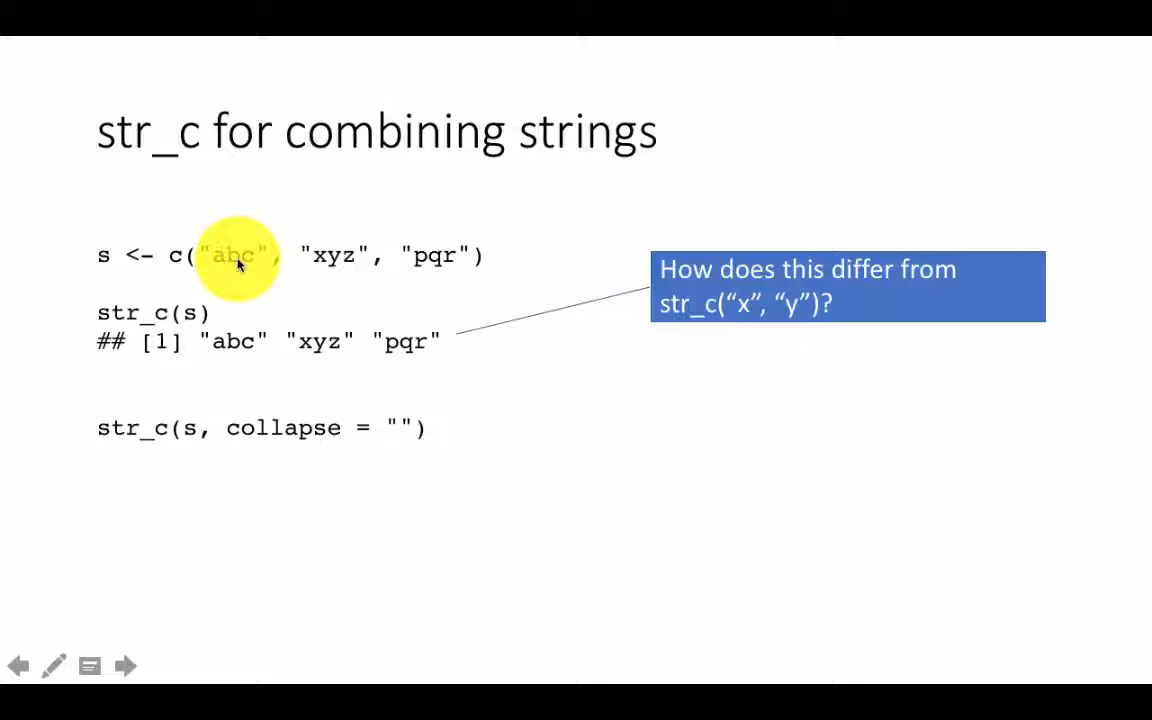 str_c for combining strings
s <- c("abc", "xyz", "pqr")
How does this differ from
str_c(“x”, “y”)?
str_c(s)
## [1] "abc" "xyz" "pqr"
str_c(s, collapse = "")